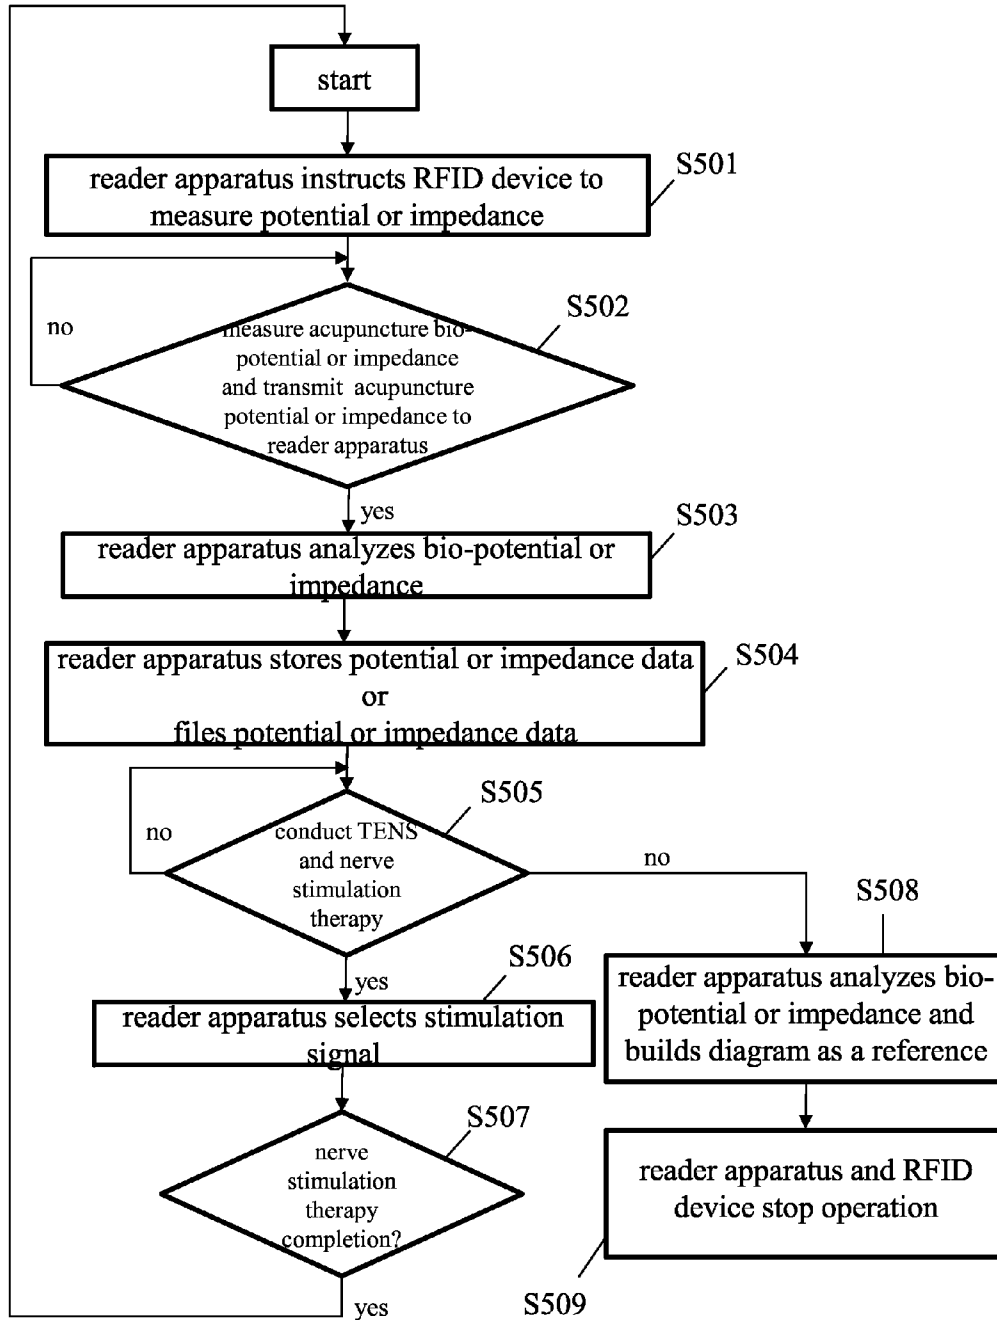 start
S501
reader apparatus instructs RFID device to
measure potential or impedance
S502
no
measure acupuncture bio-
potential or impedance
and transmit acupuncture
potential or impedance to
reader apparatus
yes
S503
reader apparatus analyzes bio-potential or
impedance
S504
reader apparatus stores potential or impedance data
or
files potential or impedance data
S505
no
conduct TENS
and nerve
stimulation
therapy
no
yes
S506
reader apparatus selects stimulation
signal
S508
reader apparatus analyzes bio-
potential or impedance and
builds diagram as a reference
S507
nerve
stimulation
therapy
completion?
yes
reader apparatus and RFID
device stop operation
S509